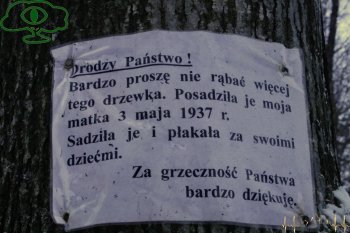 Drodzy Państwo!
Bardzo proszę nie rąbać więcej
tego drzewka. Posadziła je moja
matka 3 maja 1937 r.
Sadziła je i płakała za swoimi
dziećmi.
Za grzeczność Państwa
bardzo dziękuję.